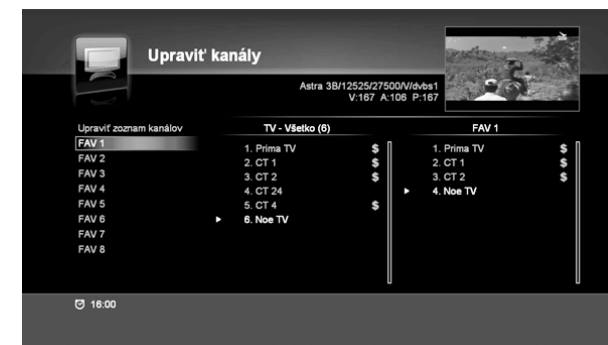 Upraviť kanály
Astra 3B/12525/27500/V/dvbs1
V:167 A:106 P:167
Upraviť zoznam kanálov
FAV 1
FAV 2
FAV 3
FAV 4
FAV 5
FAV 6
FAV 7
FAV 8
TV - Všetko (6)
1. Prima TV $
2. CT 1 $
3. CT 2 $
4. CT 24
5. CT 4 $
6. Noe TV
FAV 1
1. Prima TV $
2. CT 1 $
3. CT 2 $
4. Noe TV
16:00